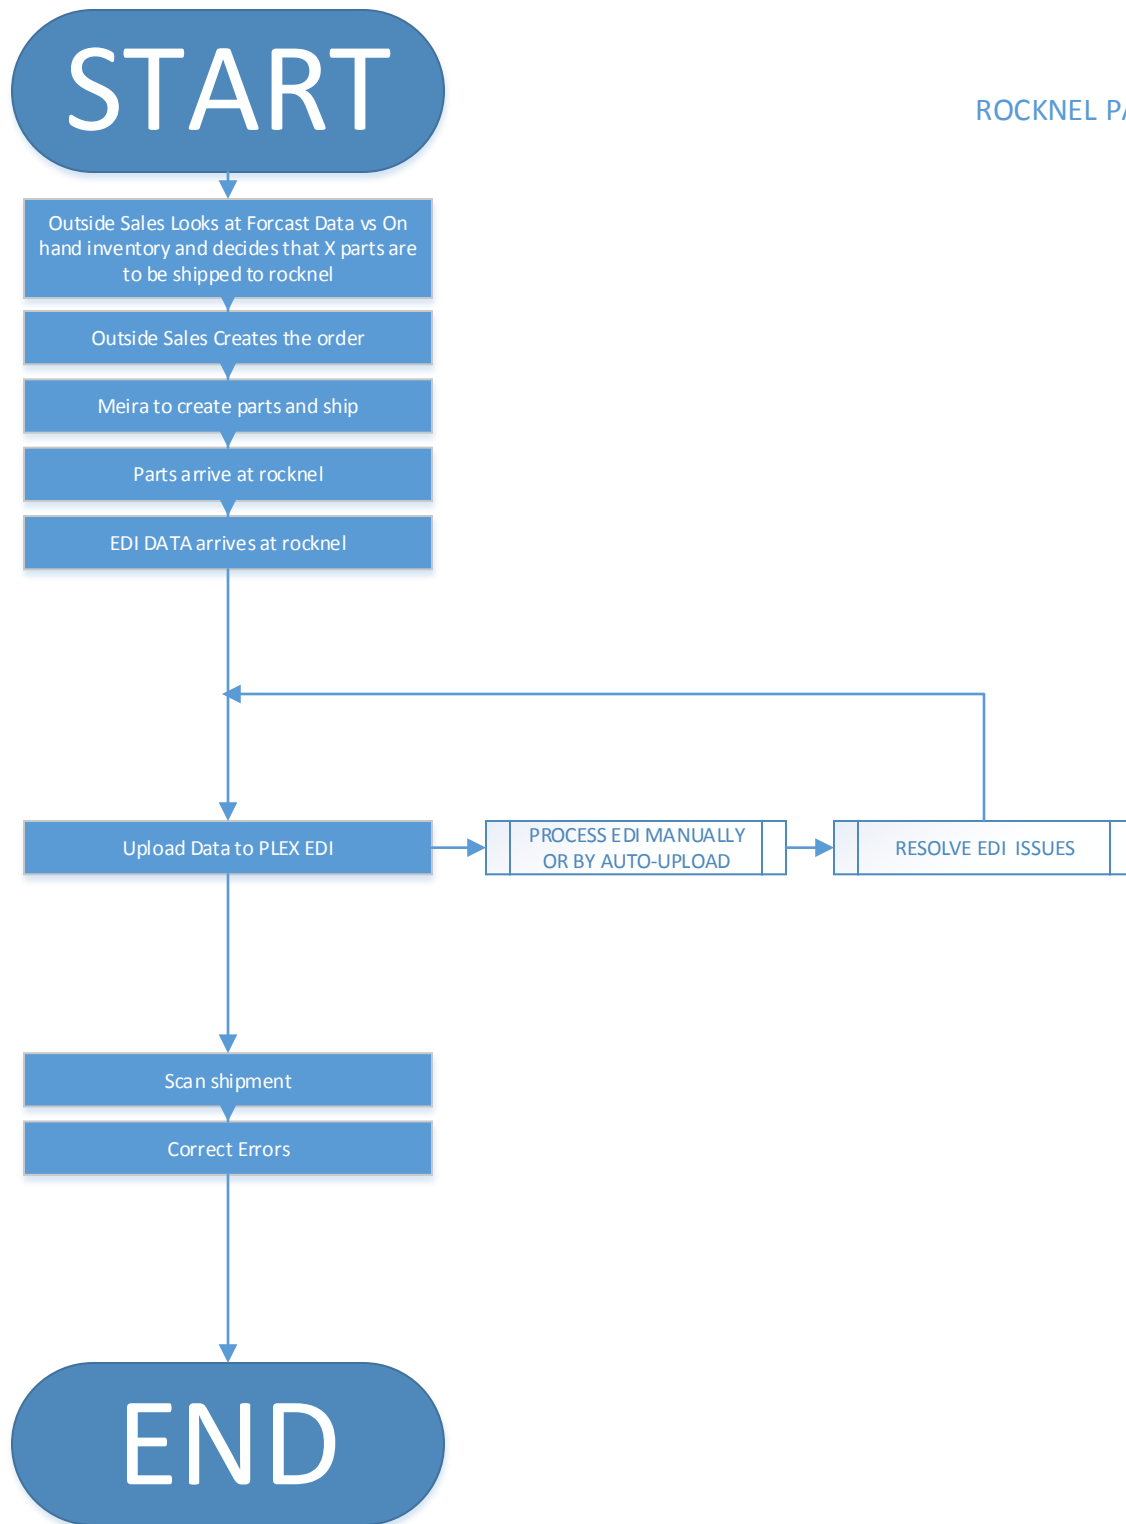 START
ROCKNEL PA
Outside Sales Looks at Forcast Data vs On
hand inventory and decides that X parts are
to be shipped to rocknel
Outside Sales Creates the order
Meira to create parts and ship
Parts arrive at rocknel
EDI DATA arrives at rocknel
Upload Data to PLEX EDI
PROCESS EDI MANUALLY
OR BY AUTO-UPLOAD
RESOLVE EDI ISSUES
Scan shipment
Correct Errors
END